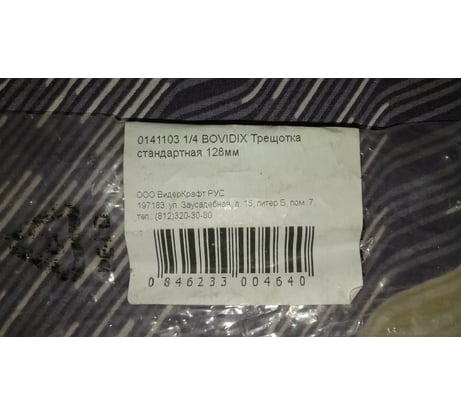 0141103 1/4 BOVIDIX Трещотка
стандартная 128мм
ООО ВидерКрафт РУС
197183, ул. Заусадебная, д. 15, литер Б, пом. 7
тел.: (812)320-30-80
0 846233 004640